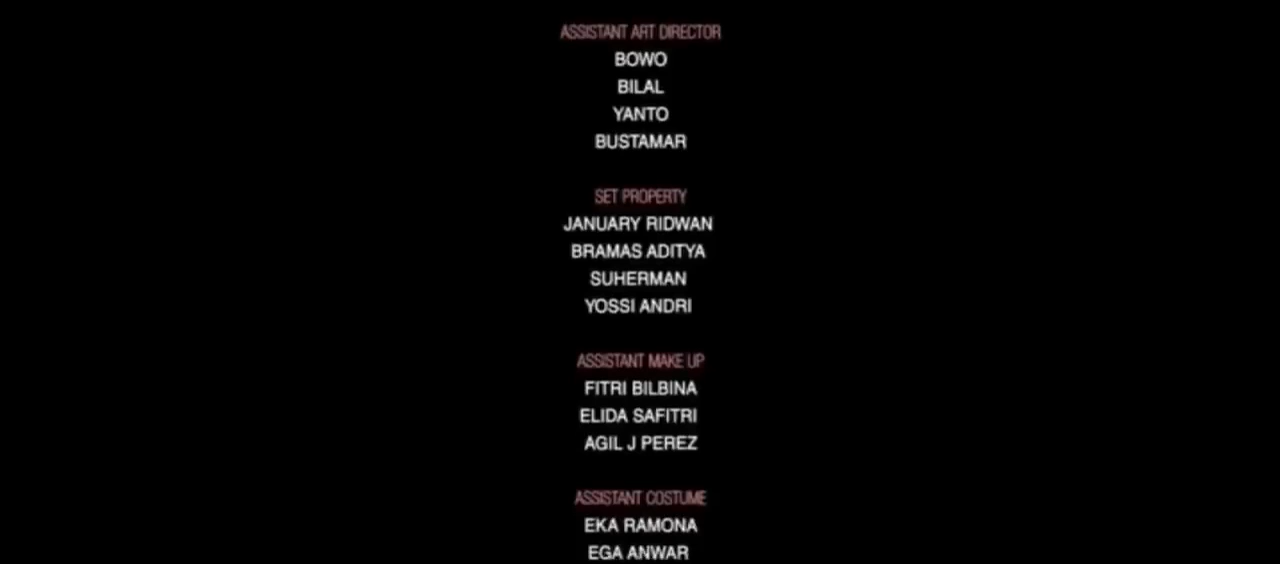 ASSISTANT ART DIRECTOR
BOWO
BILAL
YANTO
BUSTAMAR
SET PROPERTY
JANUARY RIDWAN
BRAMAS ADITYA
SUHERMAN
YOSSI ANDRI
ASSISTANT MAKE UP
FITRI BILBINA
ELIDA SAFITRI
AGIL J PEREZ
ASSISTANT COSTUME
EKA RAMONA
EGA ANWAR